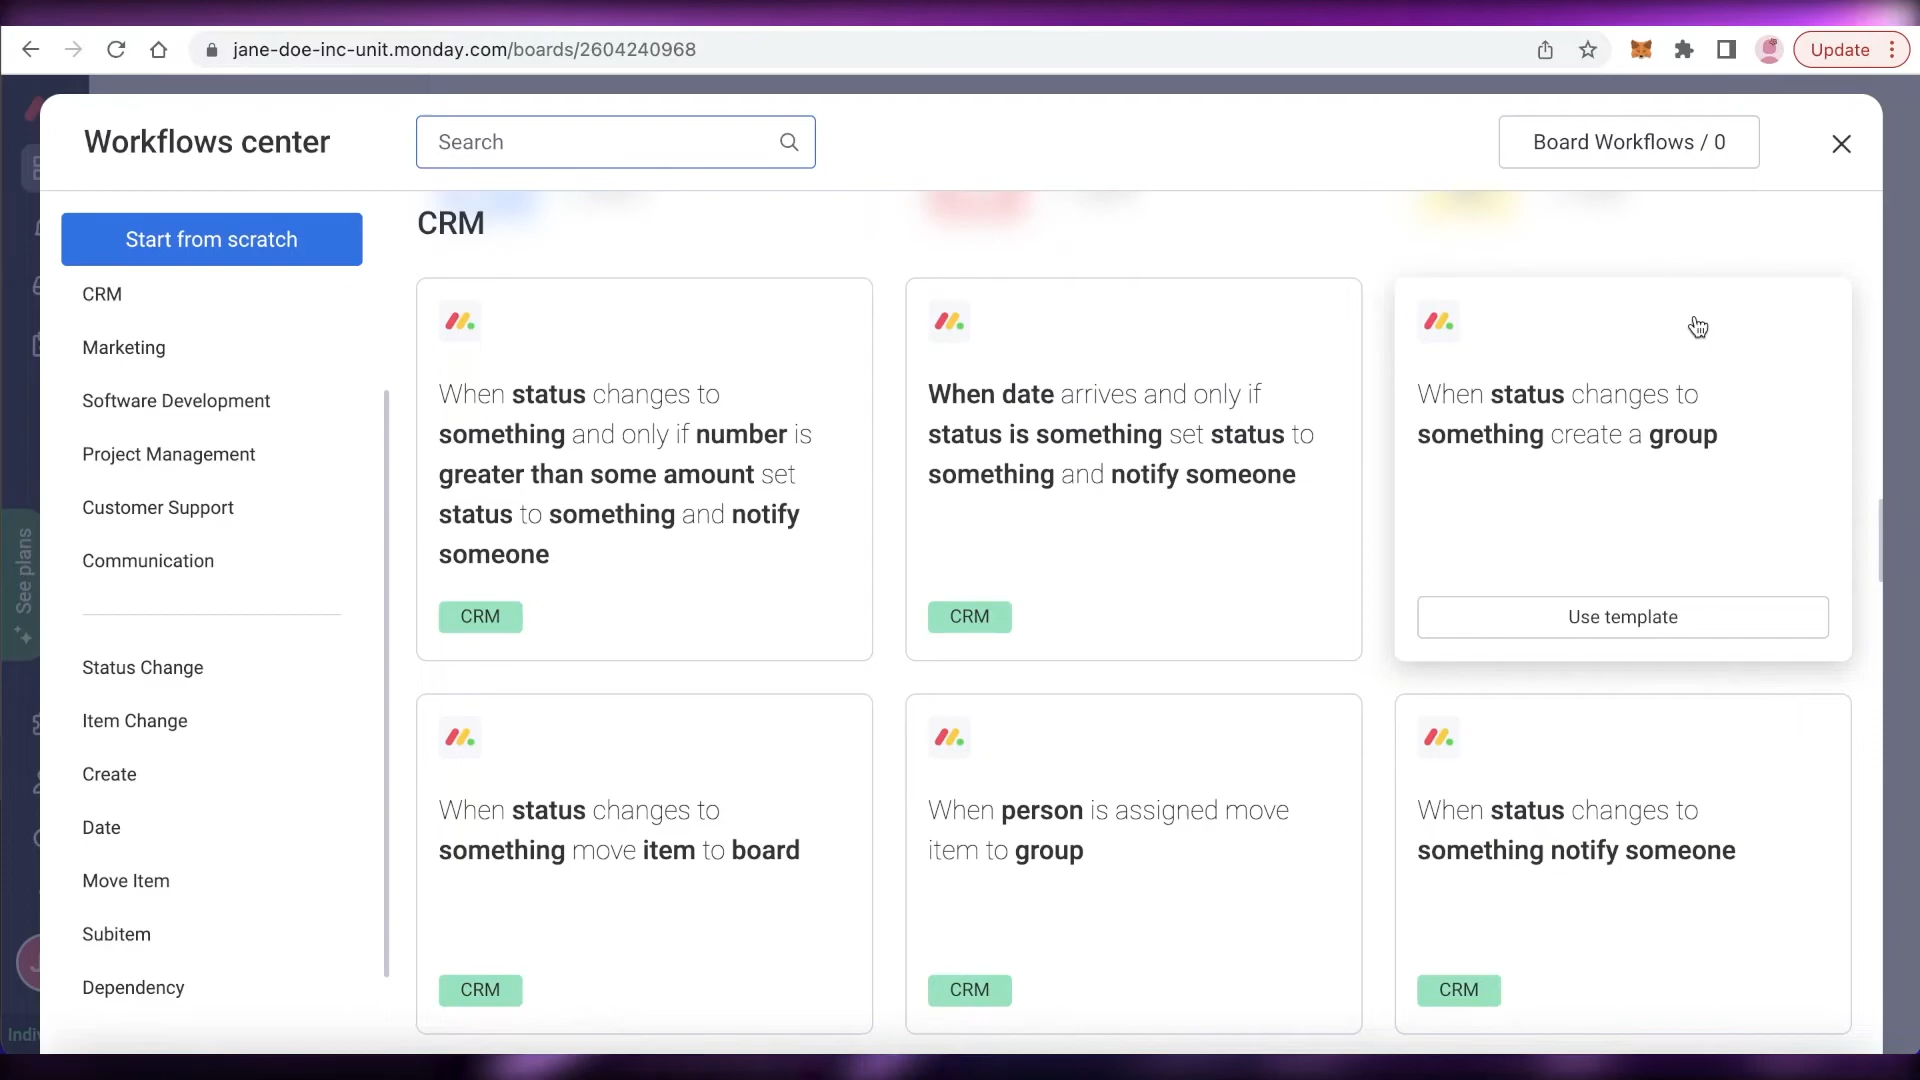 jane-doe-inc-unit.monday.com/boards/2604240968
Update
Workflows center
Search
Board Workflows / 0
Start from scratch
CRM
Marketing
Software Development
Project Management
Customer Support
Communication
Status Change
Item Change
Create
Date
Move Item
Subitem
Dependency
See plans
CRM
When status changes to
something and only if number is
greater than some amount set
status to something and notify
someone
CRM
When date arrives and only if
status is something set status to
something and notify someone
CRM
When status changes to
something create a group
Use template
When status changes to
something move item to board
CRM
When person is assigned move
item to group
CRM
When status changes to
something notify someone
CRM